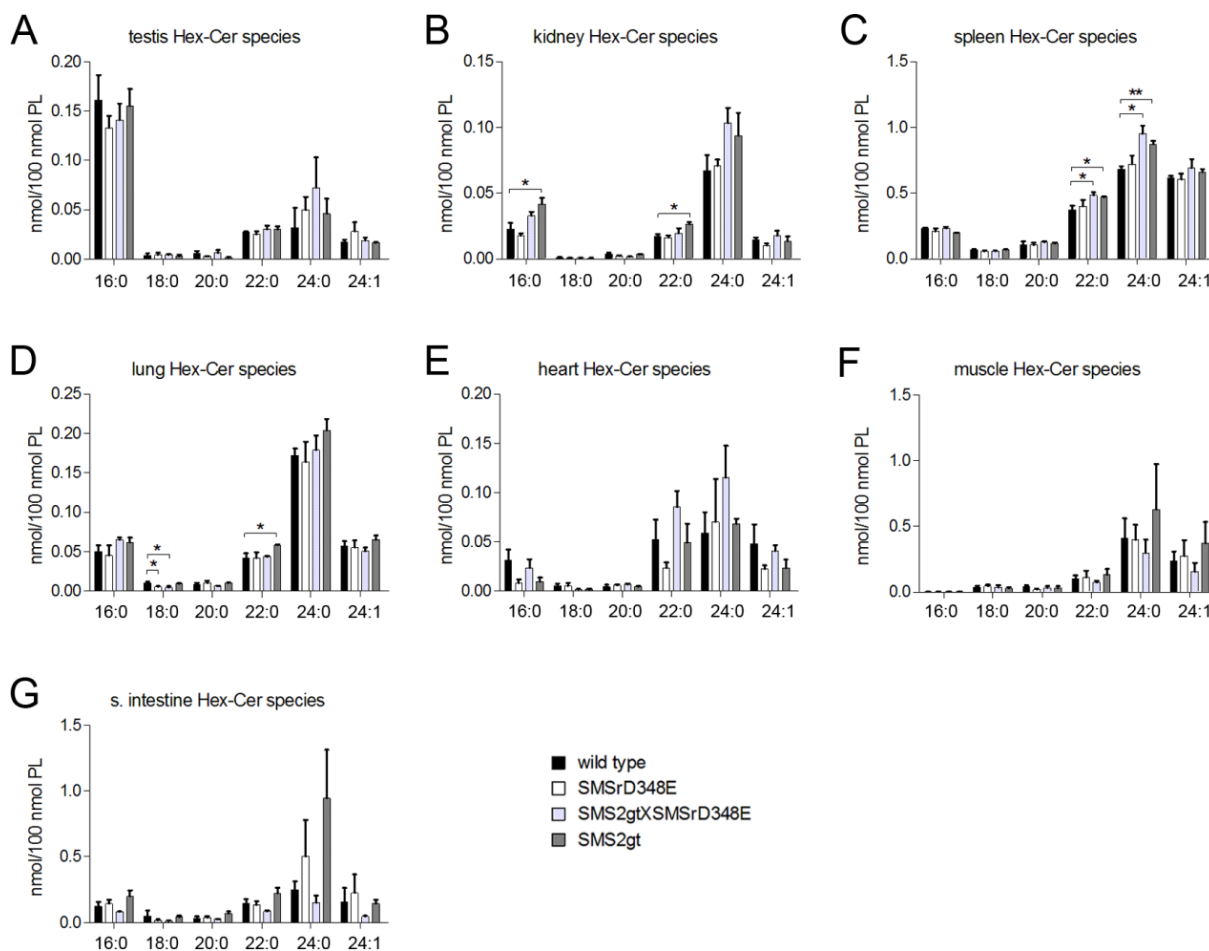 A
testis Hex-Cer species
nmol/100 nmol PL
0.20
0.15
0.10
0.05
0.00
16:0 18:0 20:0 22:0 24:0 24:1
B
kidney Hex-Cer species
nmol/100 nmol PL
0.15
0.10
0.05
0.00
*
*
16:0 18:0 20:0 22:0 24:0 24:1
C
spleen Hex-Cer species
nmol/100 nmol PL
1.5
1.0
0.5
0.0
*
*
**
*
16:0 18:0 20:0 22:0 24:0 24:1
D
lung Hex-Cer species
nmol/100 nmol PL
0.25
0.20
0.15
0.10
0.05
0.00
*
*
*
16:0 18:0 20:0 22:0 24:0 24:1
E
heart Hex-Cer species
nmol/100 nmol PL
0.20
0.15
0.10
0.05
0.00
16:0 18:0 20:0 22:0 24:0 24:1
F
muscle Hex-Cer species
nmol/100 nmol PL
1.5
1.0
0.5
0.0
16:0 18:0 20:0 22:0 24:0 24:1
G
s. intestine Hex-Cer species
nmol/100 nmol PL
1.5
1.0
0.5
0.0
16:0 18:0 20:0 22:0 24:0 24:1
wild type
SMSrD348E
SMS2gtXSMSrD348E
SMS2gt